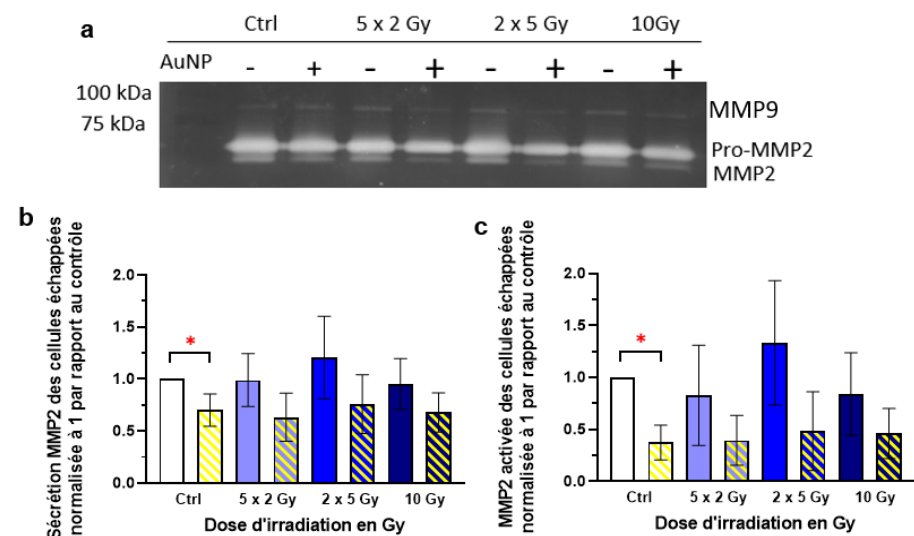 a
Ctrl 5 x 2 Gy 2 x 5 Gy 10Gy
AuNP - + - + - + - +
100 kDa
75 kDa
MMP9
Pro-MMP2
MMP2
b
Sécrétion MMP2 des cellules échappées
normalisée à 1 par rapport au contrôle
2.0
1.5
1.0
0.5
0.0
*
Ctrl 5 x 2 Gy 2 x 5 Gy 10 Gy
Dose d'irradiation en Gy
c
MMP2 activée des cellules échappées
normalisée à 1 par rapport au contrôle
2.0
1.5
1.0
0.5
0.0
*
Ctrl 5 x 2 Gy 2 x 5 Gy 10 Gy
Dose d'irradiation en Gy